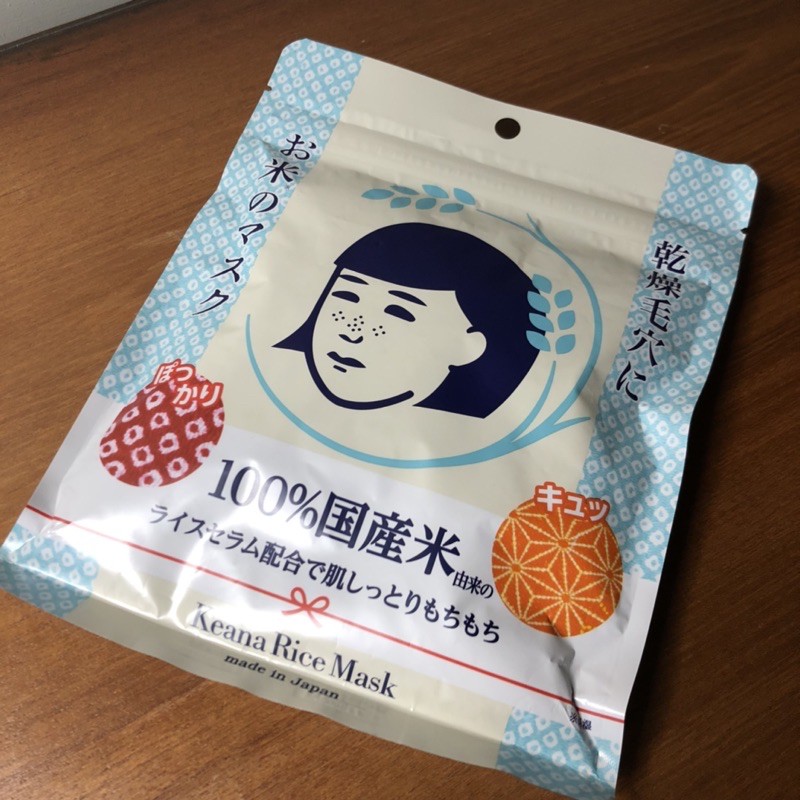 お米のマスク
乾燥毛穴に
ぽっ
かり
キュッ
100%国産米由来の
ライスセラム配合で肌しっとりもちもち
Keana Rice Mask
made in Japan